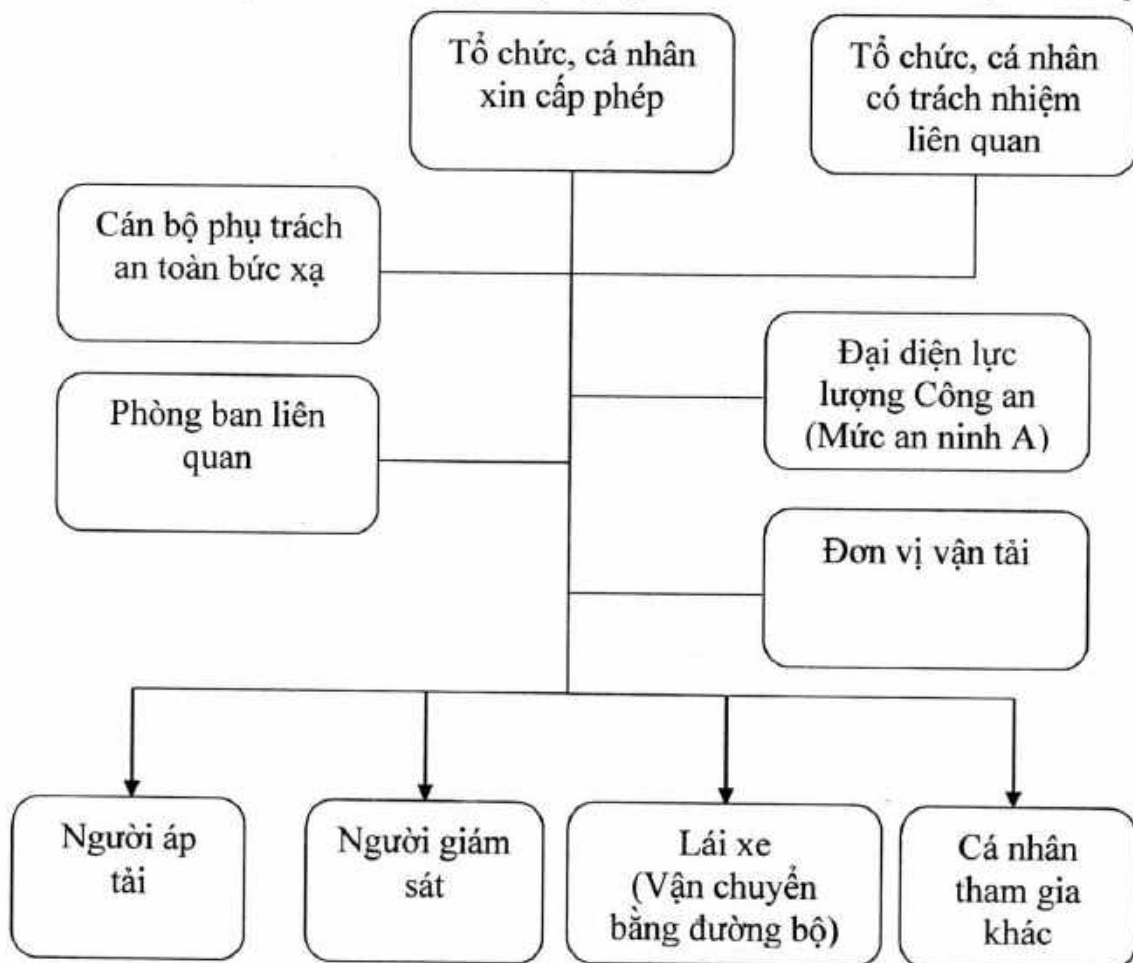 Tổ chức, cá nhân
xin cấp phép
Tổ chức, cá nhân
có trách nhiệm
liên quan
Cán bộ phụ trách
an toàn bức xạ
Đại diện lực
lượng Công an
(Mức an ninh A)
Phòng ban liên
quan
Đơn vị vận tải
Người áp
tải
Người giám
sát
Lái xe
(Vận chuyển
bằng đường bộ)
Cá nhân
tham gia
khác